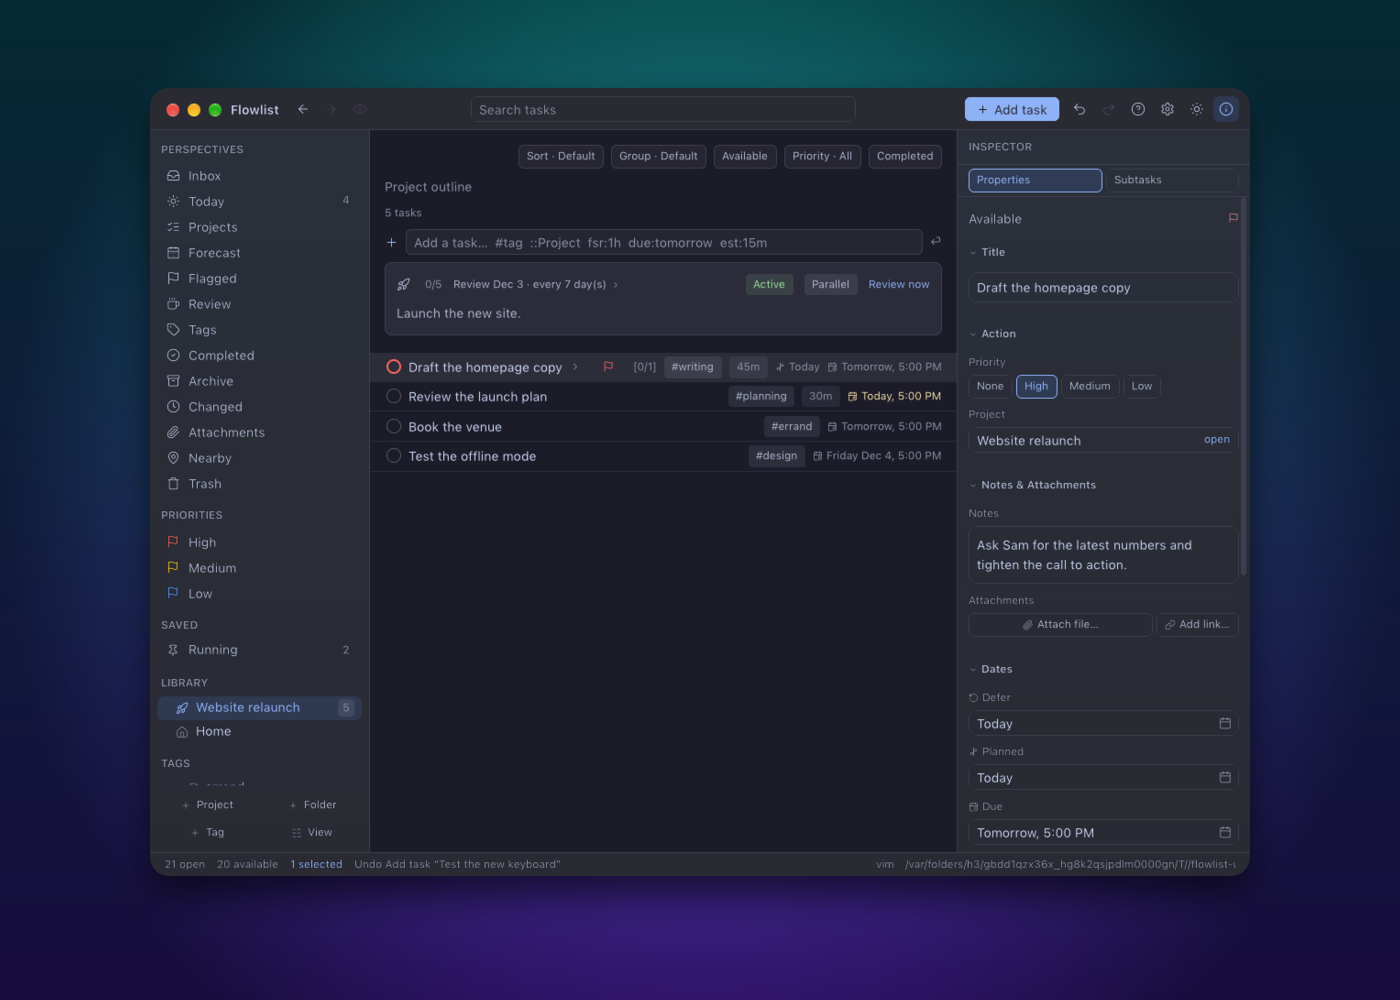 Flowlist
Search tasks
+ Add task
PERSPECTIVES
Inbox
Today 4
Projects
Forecast
Flagged
Review
Tags
Completed
Archive
Changed
Attachments
Nearby
Trash
PRIORITIES
High
Medium
Low
SAVED
Running 2
LIBRARY
Website relaunch 5
Home
TAGS
+ Project + Folder
+ Tag View
Sort · Default Group · Default Available Priority · All Completed
Project outline
5 tasks
+ Add a task... #tag ::Project fsr:1h due:tomorrow est:15m
0/5 Review Dec 3 · every 7 day(s) › Active Parallel Review now
Launch the new site.
Draft the homepage copy › [0/1] #writing 45m Today Tomorrow, 5:00 PM
Review the launch plan #planning 30m Today, 5:00 PM
Book the venue #errand Tomorrow, 5:00 PM
Test the offline mode #design Friday Dec 4, 5:00 PM
INSPECTOR
Properties Subtasks
Available
Title
Draft the homepage copy
Action
Priority
None High Medium Low
Project
Website relaunch open
Notes & Attachments
Notes
Ask Sam for the latest numbers and
tighten the call to action.
Attachments
Attach file... Add link...
Dates
Defer
Today
Planned
Today
Due
Tomorrow, 5:00 PM
21 open 20 available 1 selected Undo Add task "Test the new keyboard"
vim /var/folders/h3/gbdd1qzx36x_hg8k2qsjpdlm0000gn/T//flowlist-